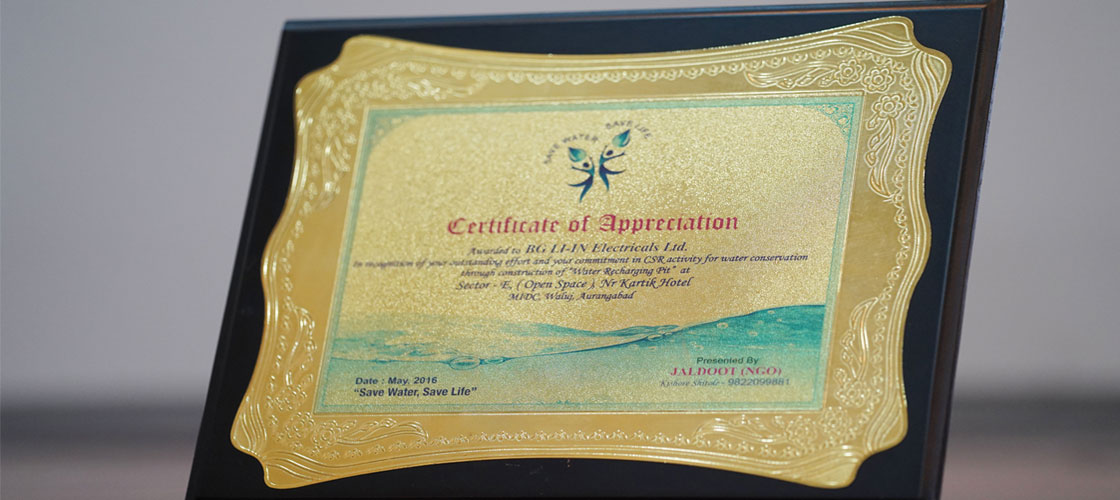 SAVE WATER SAVE LIFE
Certificate of Appreciation
Awarded to BG LI-IN Electricals Ltd.
In recognition of your outstanding effort and your commitment in CSR activity for water conservation
through construction of "Water Recharging Pit" at
Sector - E, ( Open Space ), Nr Kartik Hotel
MIDC, Waluj, Aurangabad
Presented By
JALDOOT (NGO)
Kishore Shitole - 9822099881
Date : May, 2016
"Save Water, Save Life"